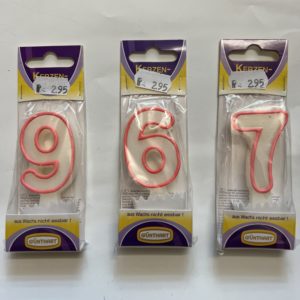 KERZEN-
2.95
9
aus Wachs-nicht essbar !
GÜNTHART
KERZEN-
2.95
6
aus Wachs-nicht essbar !
GÜNTHART
KERZEN-
2.95
7
aus Wachs-nicht essbar !
GÜNTHART